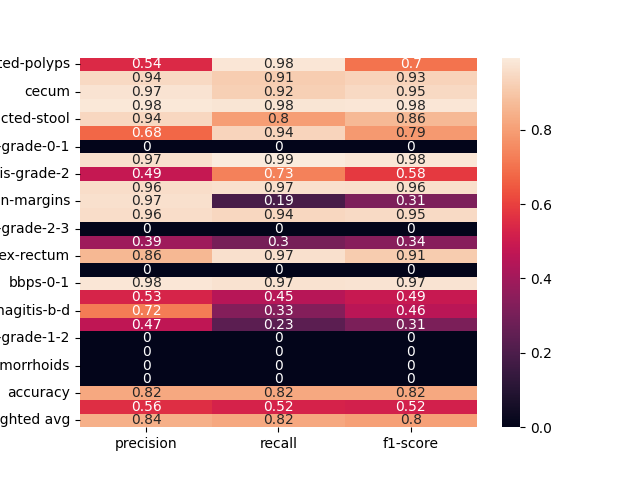 ted-polyps 0.54 0.98 0.7
0.94 0.91 0.93
cecum 0.97 0.92 0.95
0.98 0.98 0.98
cted-stool 0.94 0.8 0.86
0.68 0.94 0.79
-grade-0-1 0 0 0
0.97 0.99 0.98
is-grade-2 0.49 0.73 0.58
0.96 0.97 0.96
n-margins 0.97 0.19 0.31
0.96 0.94 0.95
-grade-2-3 0 0 0
0.39 0.3 0.34
ex-rectum 0.86 0.97 0.91
0 0 0
bbps-0-1 0.98 0.97 0.97
0.53 0.45 0.49
nagitis-b-d 0.72 0.33 0.46
0.47 0.23 0.31
-grade-1-2 0 0 0
0 0 0
morrhoids 0 0 0
0 0 0
accuracy 0.82 0.82 0.82
0.56 0.52 0.52
ghted avg 0.84 0.82 0.8
precision recall f1-score
0.8
0.6
0.4
0.2
0.0